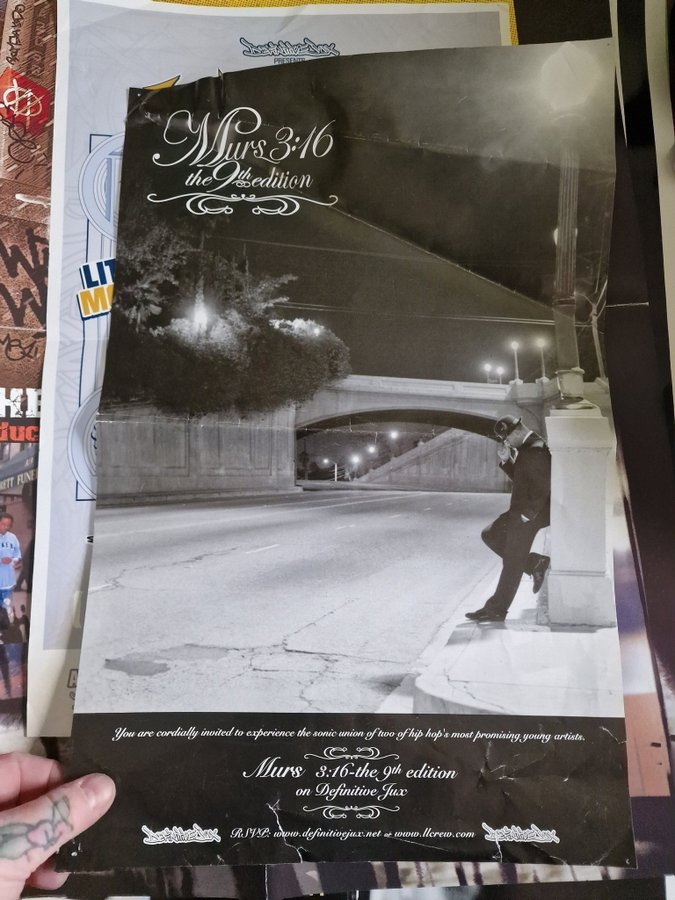 DEFINITIVE JUX
PRESENTS
Murs 3:16
the 9th edition
LIT
You are cordially invited to experience the sonic union of two of hip hop's most promising young artists.
Murs 3:16-the 9th edition
on Definitive Jux
DEFINITIVE JUX
RSVP: www.definitivejux.net or www.llcrew.com
DEFINITIVE JUX